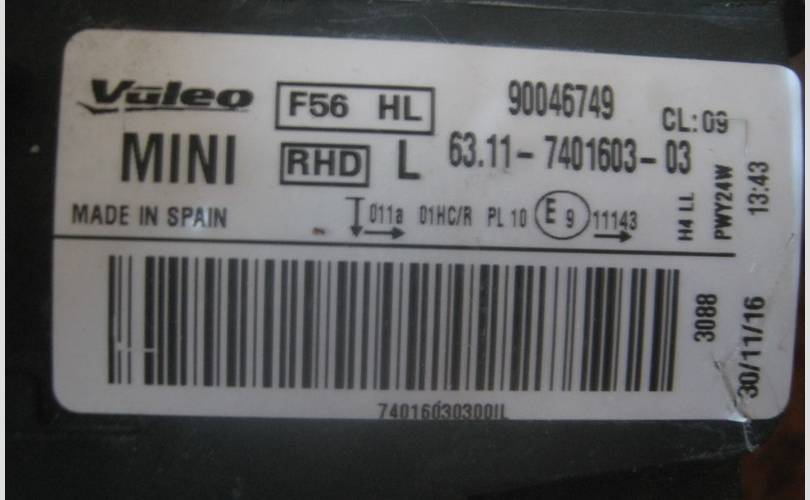 Valeo F56 HL 90046749 CL: 09
MINI RHD L 63.11-7401603-03
MADE IN SPAIN 011a 01HC/R PL 10 E 9 11143
H4 LL
PWY24W
13:43
3088
30/11/16
74016030300IL